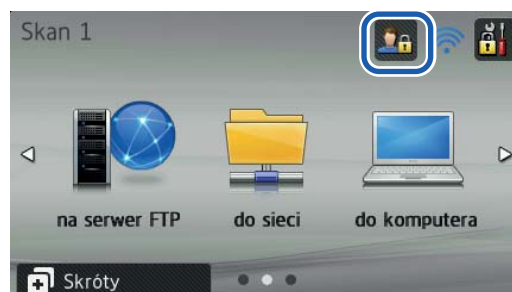 Skan 1
na serwer FTP
do sieci
do komputera
Skróty